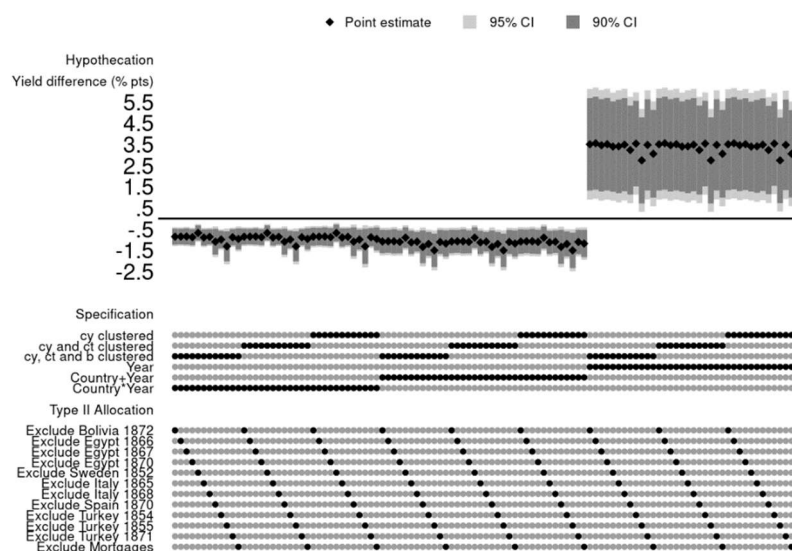 Point estimate 95% CI 90% CI
Hypothecation
Yield difference (% pts)
5.5
4.5
3.5
2.5
1.5
.5
-.5
-1.5
-2.5
Specification
cy clustered
cy and ct clustered
cy, ct and b clustered
Year
Country+Year
Country*Year
Type II Allocation
Exclude Bolivia 1872
Exclude Egypt 1866
Exclude Egypt 1867
Exclude Egypt 1870
Exclude Sweden 1852
Exclude Italy 1865
Exclude Italy 1868
Exclude Spain 1870
Exclude Turkey 1854
Exclude Turkey 1855
Exclude Turkey 1871
Exclude Mortgages